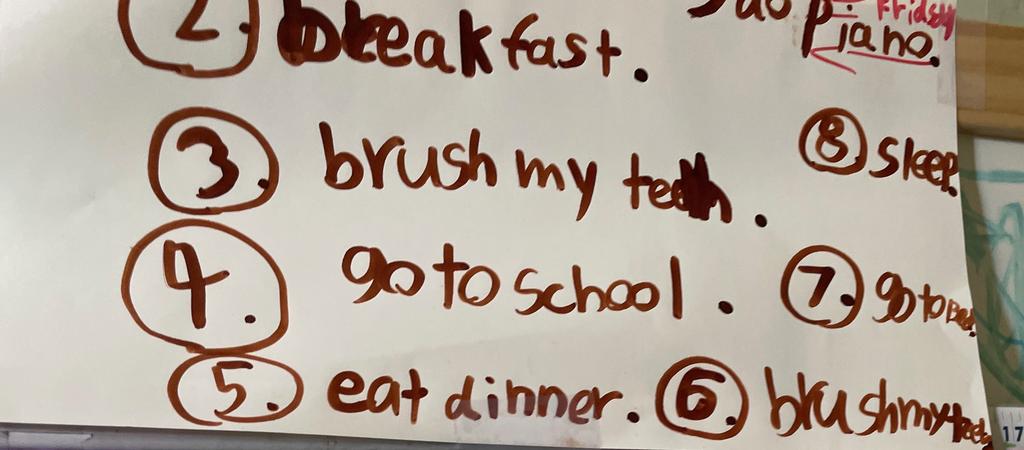 Friday
2. breakfast. piano.
3. brush my teeth. 8. sleep.
4. go to school. 7. go to Bed.
5. eat dinner. 6. brush my teeth
17